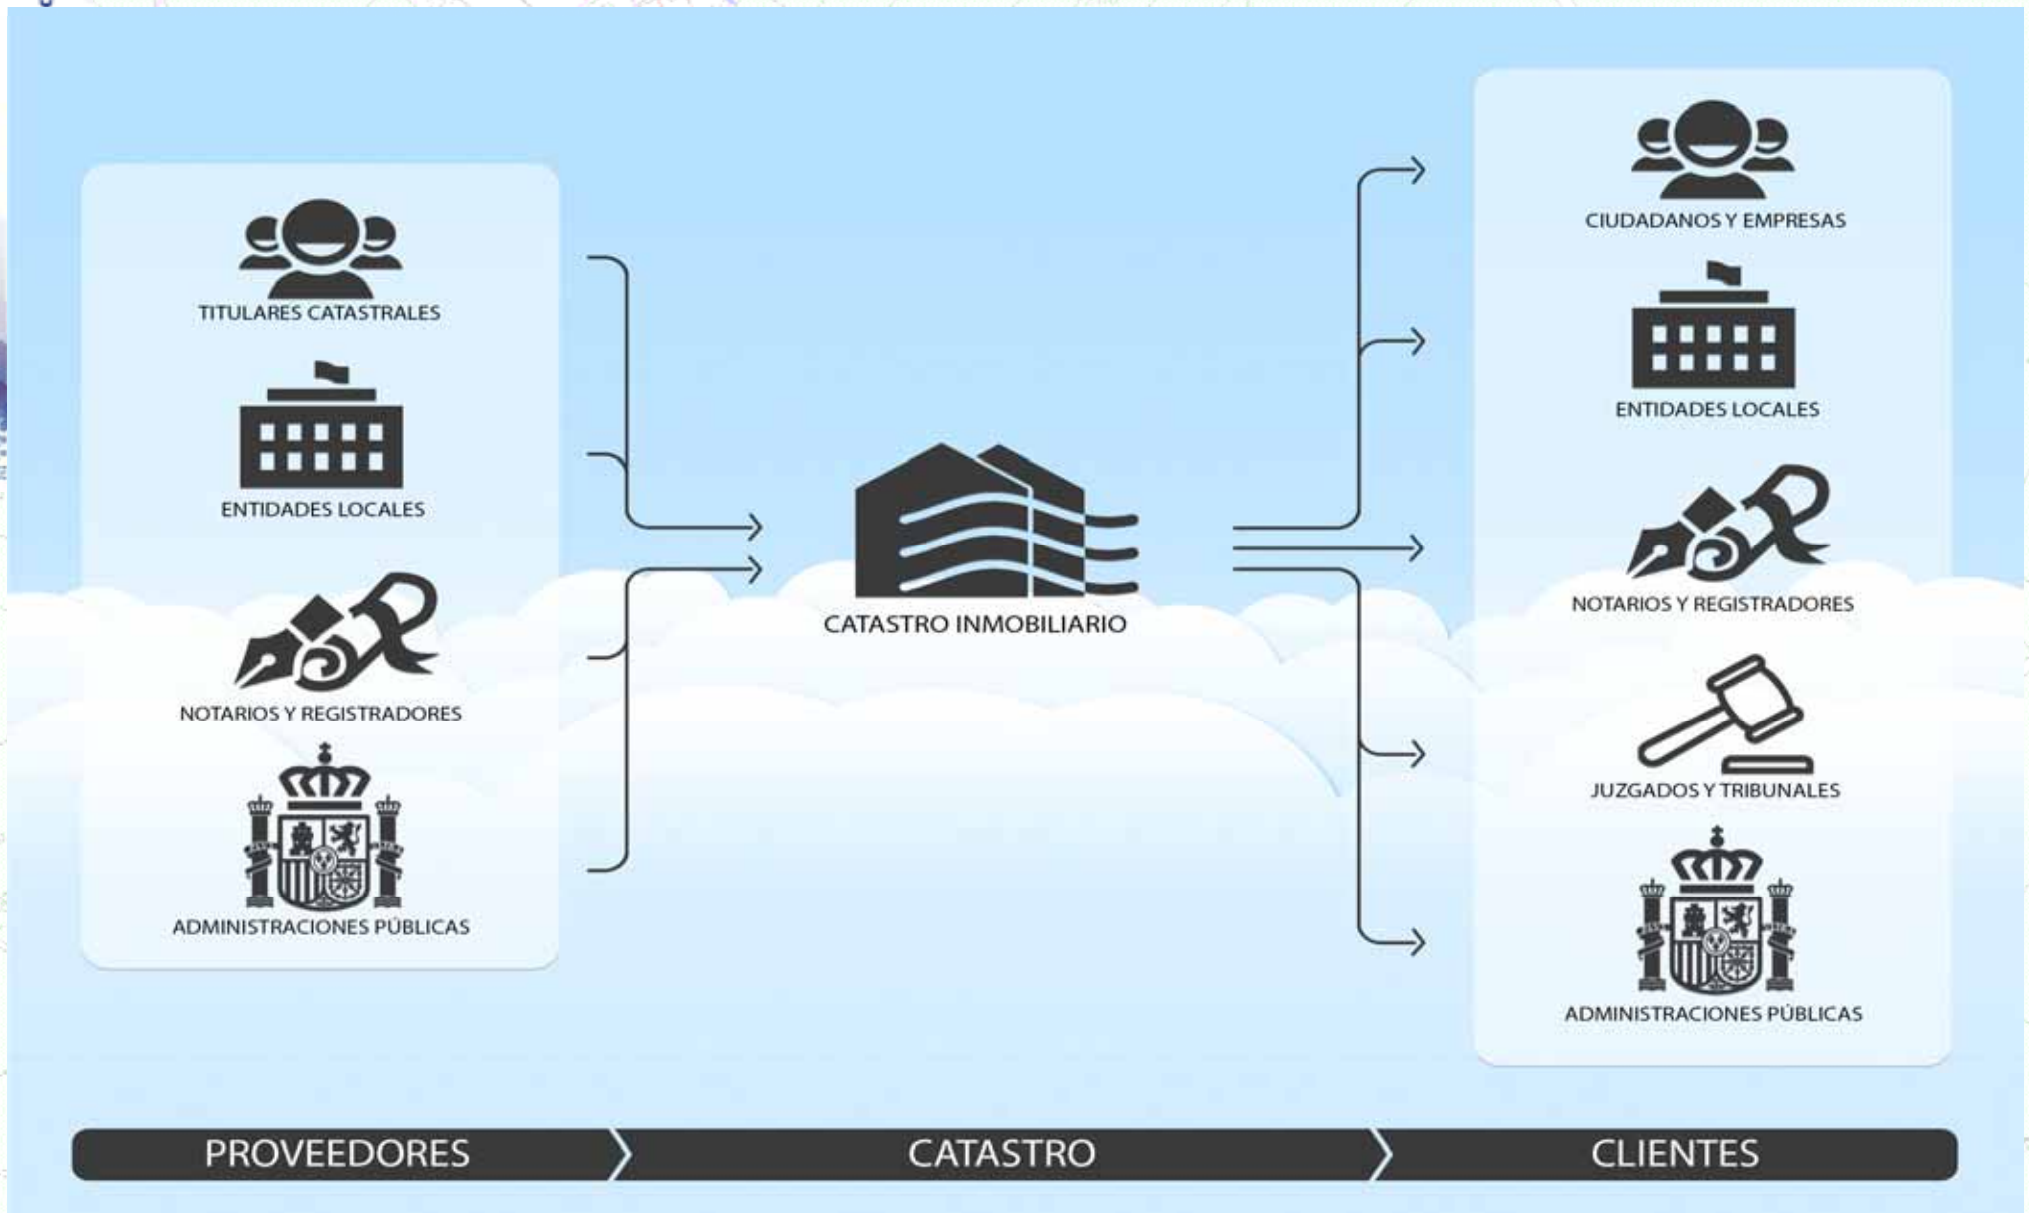 TITULARES CATASTRALES
ENTIDADES LOCALES
NOTARIOS Y REGISTRADORES
ADMINISTRACIONES PÚBLICAS
CATASTRO INMOBILIARIO
CIUDADANOS Y EMPRESAS
ENTIDADES LOCALES
NOTARIOS Y REGISTRADORES
JUZGADOS Y TRIBUNALES
ADMINISTRACIONES PÚBLICAS
PROVEEDORES
CATASTRO
CLIENTES